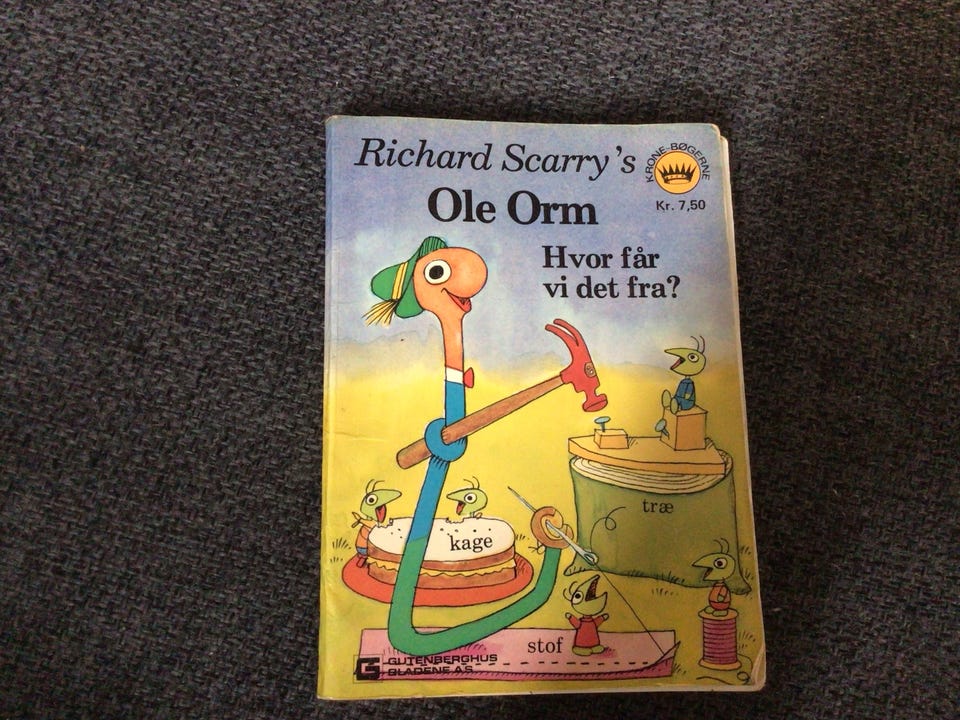 Richard Scarry's
KRONE-BØGERNE
Kr. 7,50
Ole Orm
Hvor får
vi det fra?
træ
kage
stof
GUTENBERGHUS
BLADENE A.S